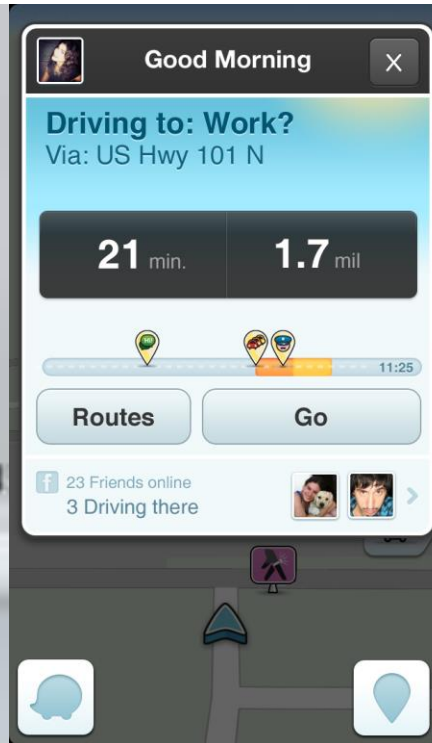 Good Morning
X
Driving to: Work?
Via: US Hwy 101 N
21 min.
1.7 mil
11:25
Routes
Go
f
23 Friends online
3 Driving there